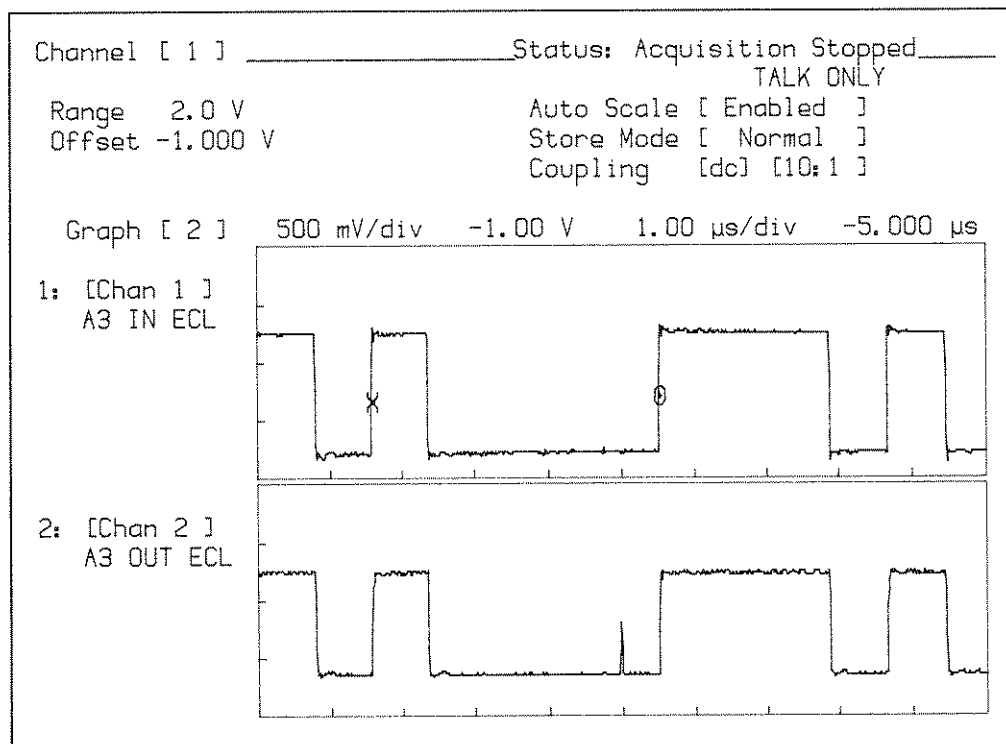 Channel [ 1 ] Status: Acquisition Stopped
TALK ONLY
Range 2.0 V
Offset -1.000 V
Auto Scale [ Enabled ]
Store Mode [ Normal ]
Coupling [dc] [10:1 ]
Graph [ 2 ] 500 mV/div -1.00 V 1.00 µs/div -5.000 µs
1: [Chan 1 ]
A3 IN ECL
2: [Chan 2 ]
A3 OUT ECL